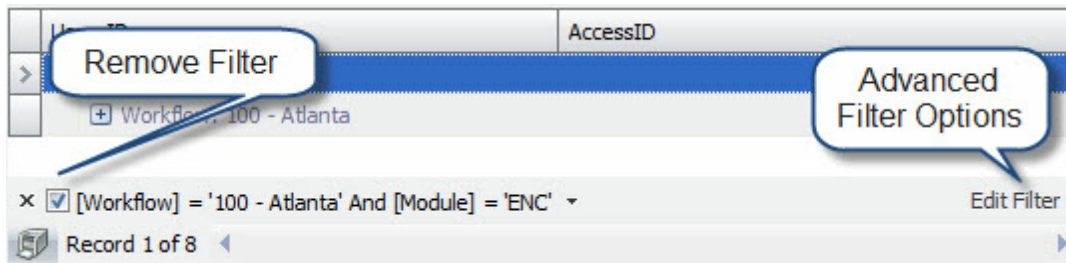 AccessID
Remove Filter
Advanced
Filter Options
Workflow: 100 - Atlanta
[Workflow] = '100 - Atlanta' And [Module] = 'ENC'
Edit Filter
Record 1 of 8